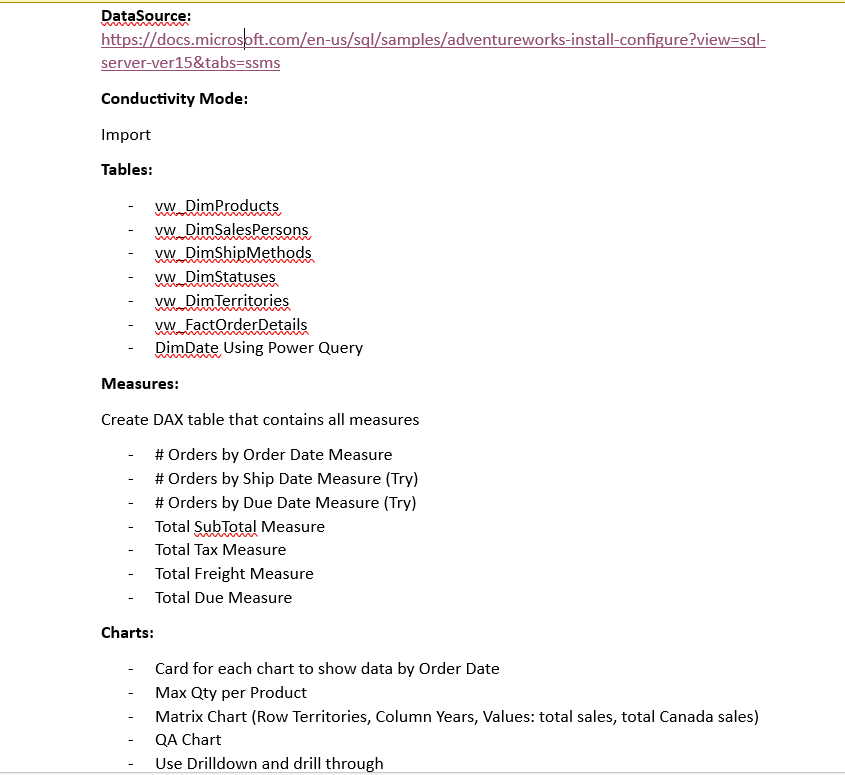 DataSource:
https://docs.microsoft.com/en-us/sql/samples/adventureworks-install-configure?view=sql-
server-ver15&tabs=ssms
Conductivity Mode:
Import
Tables:
- vw_DimProducts
- vw_DimSalesPersons
- vw_DimShipMethods
- vw_DimStatuses
- vw_DimTerritories
- vw_FactOrderDetails
- DimDate Using Power Query
Measures:
Create DAX table that contains all measures
- # Orders by Order Date Measure
- # Orders by Ship Date Measure (Try)
- # Orders by Due Date Measure (Try)
- Total SubTotal Measure
- Total Tax Measure
- Total Freight Measure
- Total Due Measure
Charts:
- Card for each chart to show data by Order Date
- Max Qty per Product
- Matrix Chart (Row Territories, Column Years, Values: total sales, total Canada sales)
- QA Chart
- Use Drilldown and drill through